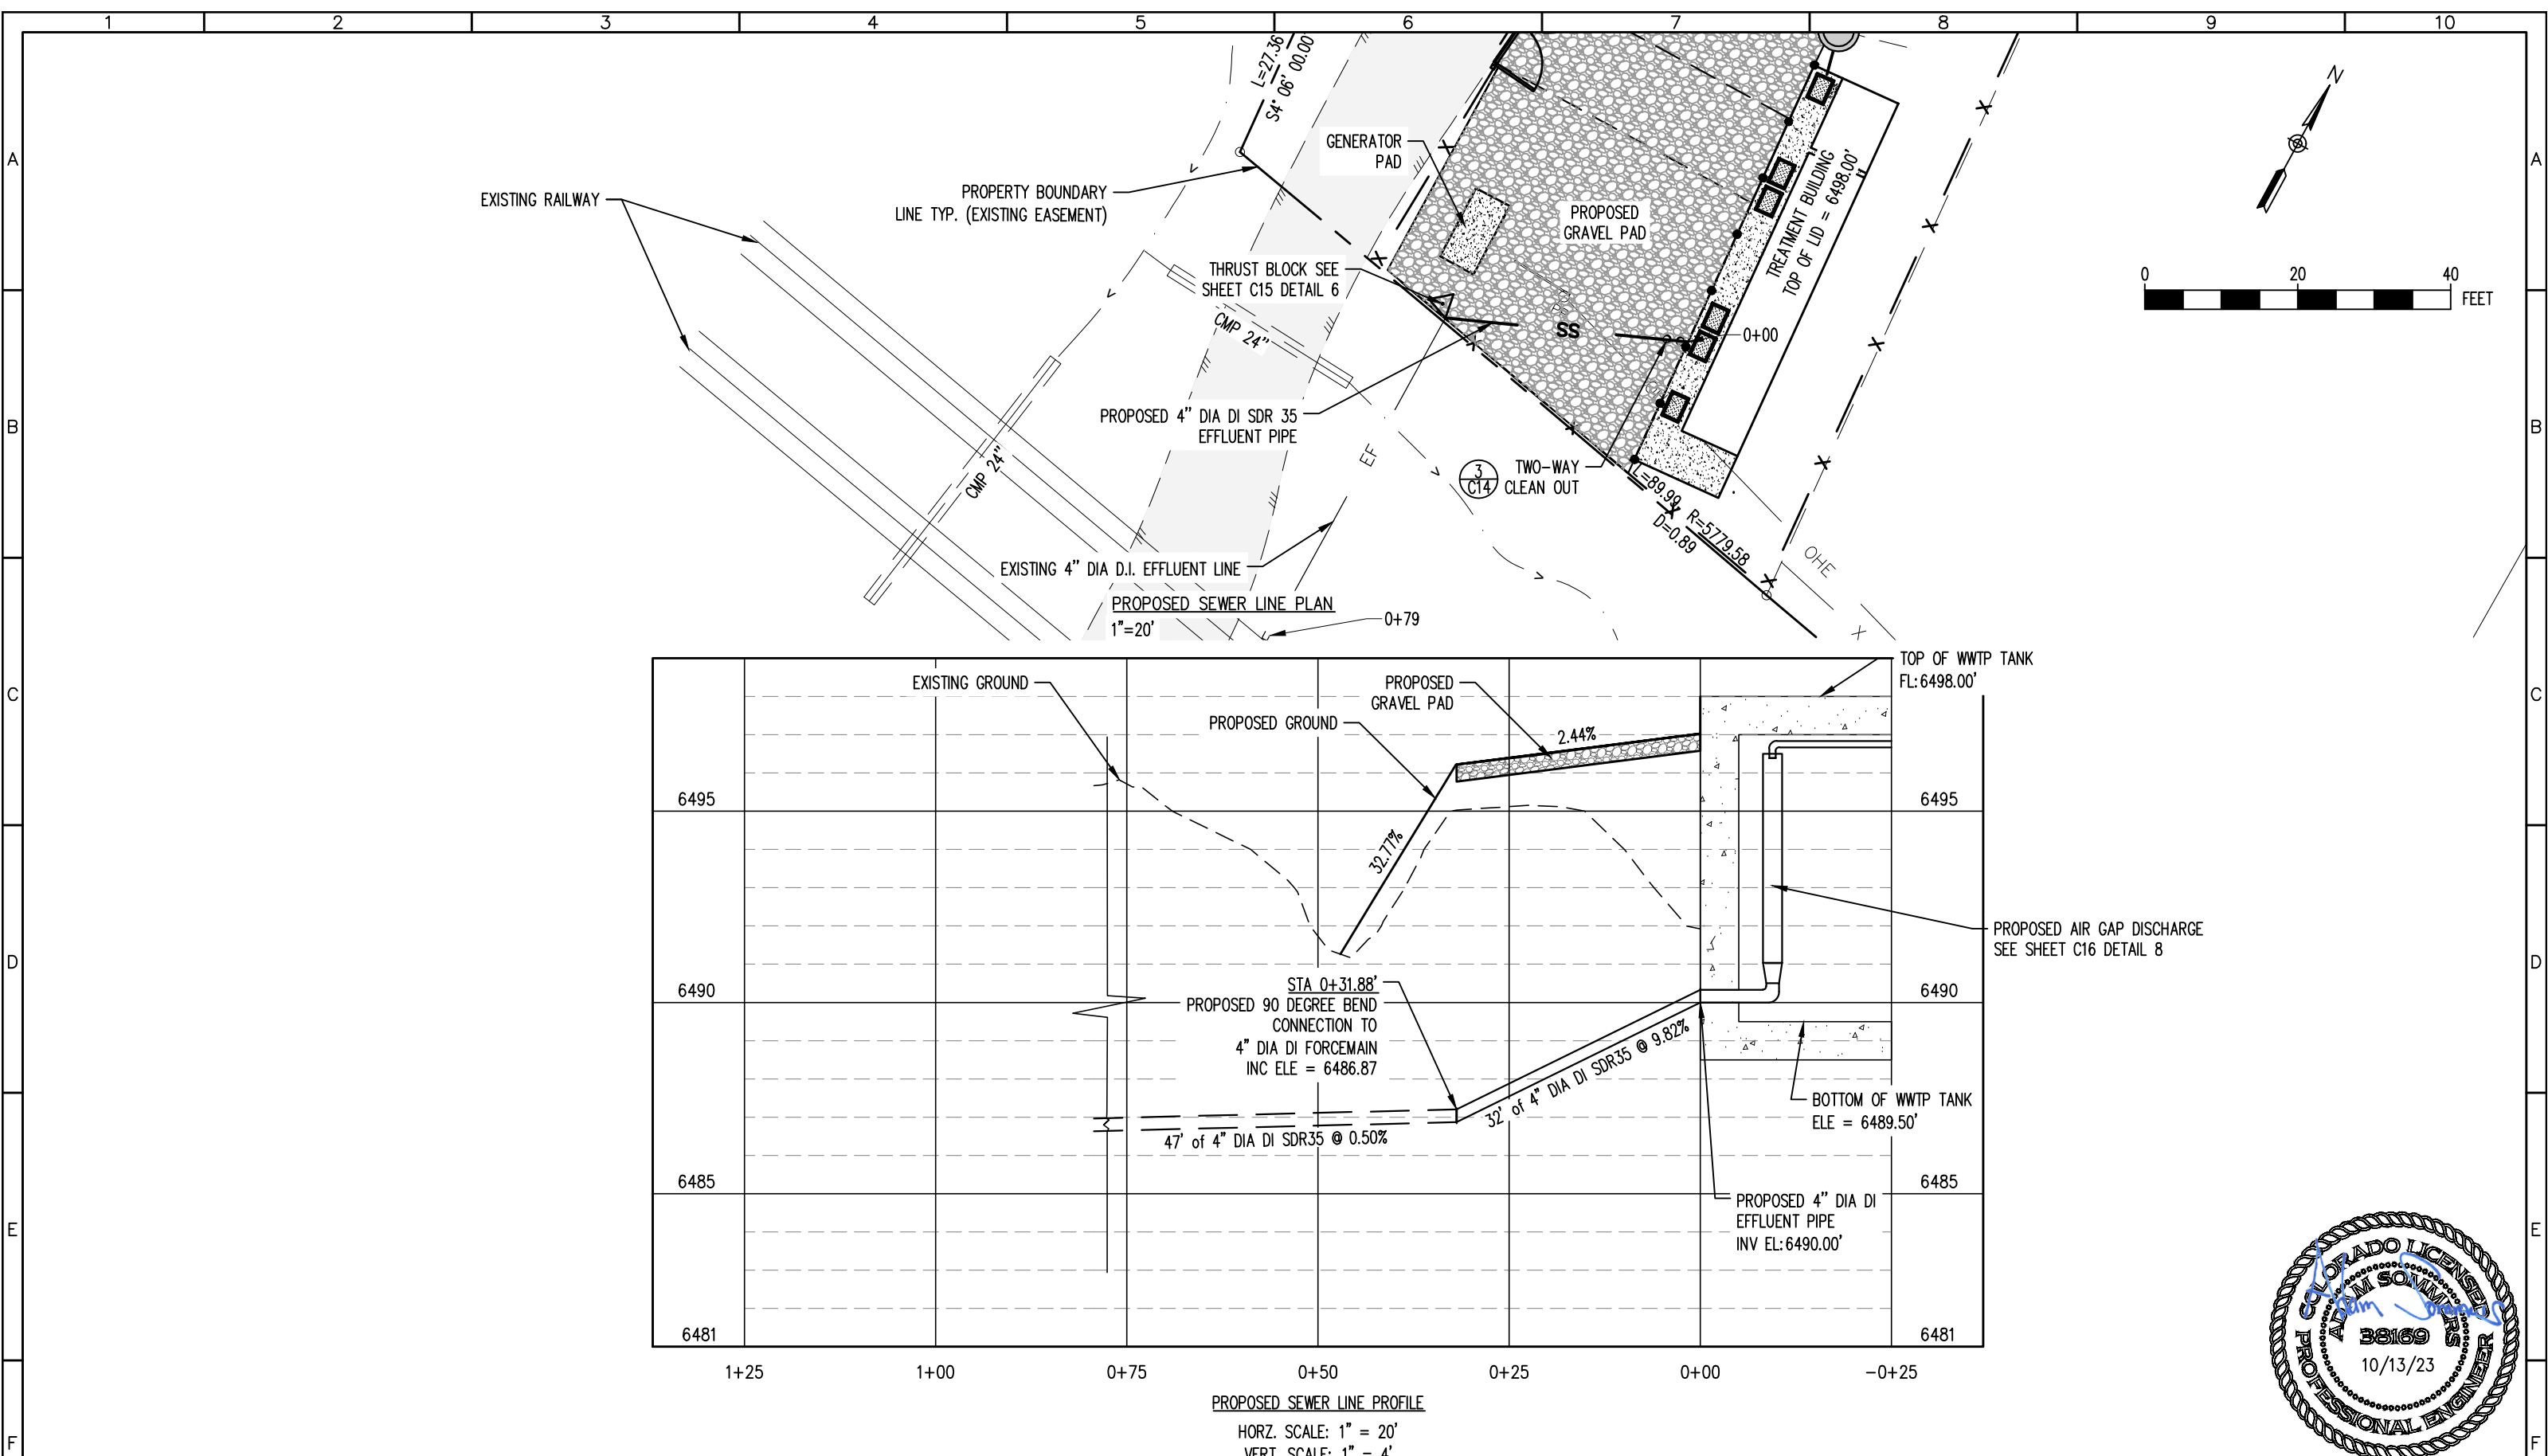 1 2 3 4 5 6 7 8 9 10
A
B
C
D
E
F
A
B
C
D
E
F
L=27.36
S4° 06' 00.00"
EXISTING RAILWAY
PROPERTY BOUNDARY
LINE TYP. (EXISTING EASEMENT)
GENERATOR
PAD
PROPOSED
GRAVEL PAD
TREATMENT BUILDING
TOP OF LID = 6498.00'
N
0 20 40
FEET
THRUST BLOCK SEE
SHEET C15 DETAIL 6
CMP 24"
SS
0+00
PROPOSED 4" DIA DI SDR 35
EFFLUENT PIPE
CMP 24"
EF
3
C14
TWO-WAY
CLEAN OUT
L=89.99
R=5779.58
D=0.89
OHE
EXISTING 4" DIA D.I. EFFLUENT LINE
PROPOSED SEWER LINE PLAN
1"=20'
0+79
TOP OF WWTP TANK
FL:6498.00'
EXISTING GROUND
PROPOSED
GRAVEL PAD
PROPOSED GROUND
2.44%
6495
6495
32.77%
PROPOSED AIR GAP DISCHARGE
SEE SHEET C16 DETAIL 8
6490
6490
STA 0+31.88'
PROPOSED 90 DEGREE BEND
CONNECTION TO
4" DIA DI FORCEMAIN
INC ELE = 6486.87
32' of 4" DIA DI SDR35 @ 9.82%
BOTTOM OF WWTP TANK
ELE = 6489.50'
47' of 4" DIA DI SDR35 @ 0.50%
6485
6485
PROPOSED 4" DIA DI
EFFLUENT PIPE
INV EL:6490.00'
6481
6481
1+25 1+00 0+75 0+50 0+25 0+00 -0+25
PROPOSED SEWER LINE PROFILE
HORZ. SCALE: 1" = 20'
VERT. SCALE: 1" = 4'
COLORADO LICENSED
ADAM SOMMERS
38169
10/13/23
PROFESSIONAL ENGINEER
Adam Sommers